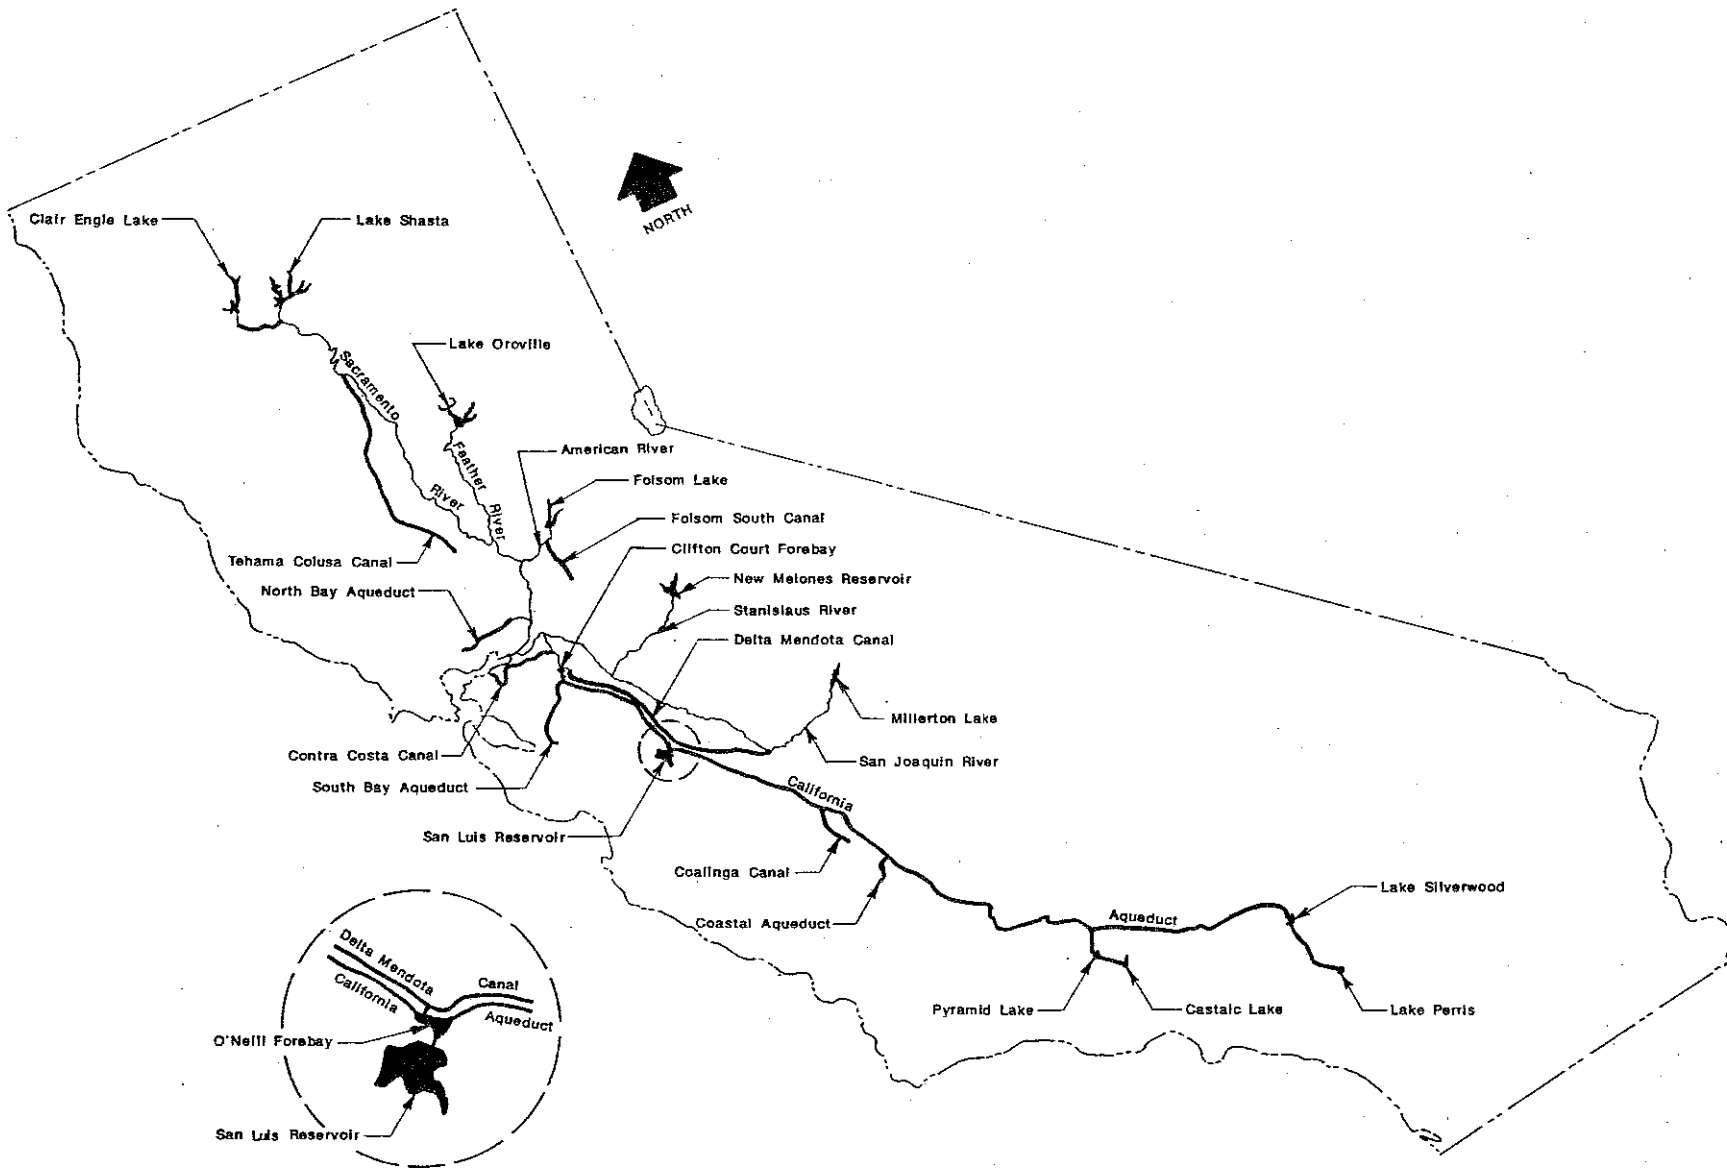 NORTH
Clair Engle Lake
Lake Shasta
Lake Oroville
Sacramento
River
Feather
River
American River
Folsom Lake
Folsom South Canal
Clifton Court Forebay
Tehama Colusa Canal
New Melones Reservoir
North Bay Aqueduct
Stanislaus River
Delta Mendota Canal
Millerton Lake
Contra Costa Canal
San Joaquin River
South Bay Aqueduct
California
San Luis Reservoir
Coalinga Canal
Lake Silverwood
Coastal Aqueduct
Aqueduct
Pyramid Lake
Castaic Lake
Lake Perris
Delta Mendota
Canal
California
Aqueduct
O'Neill Forebay
San Luis Reservoir